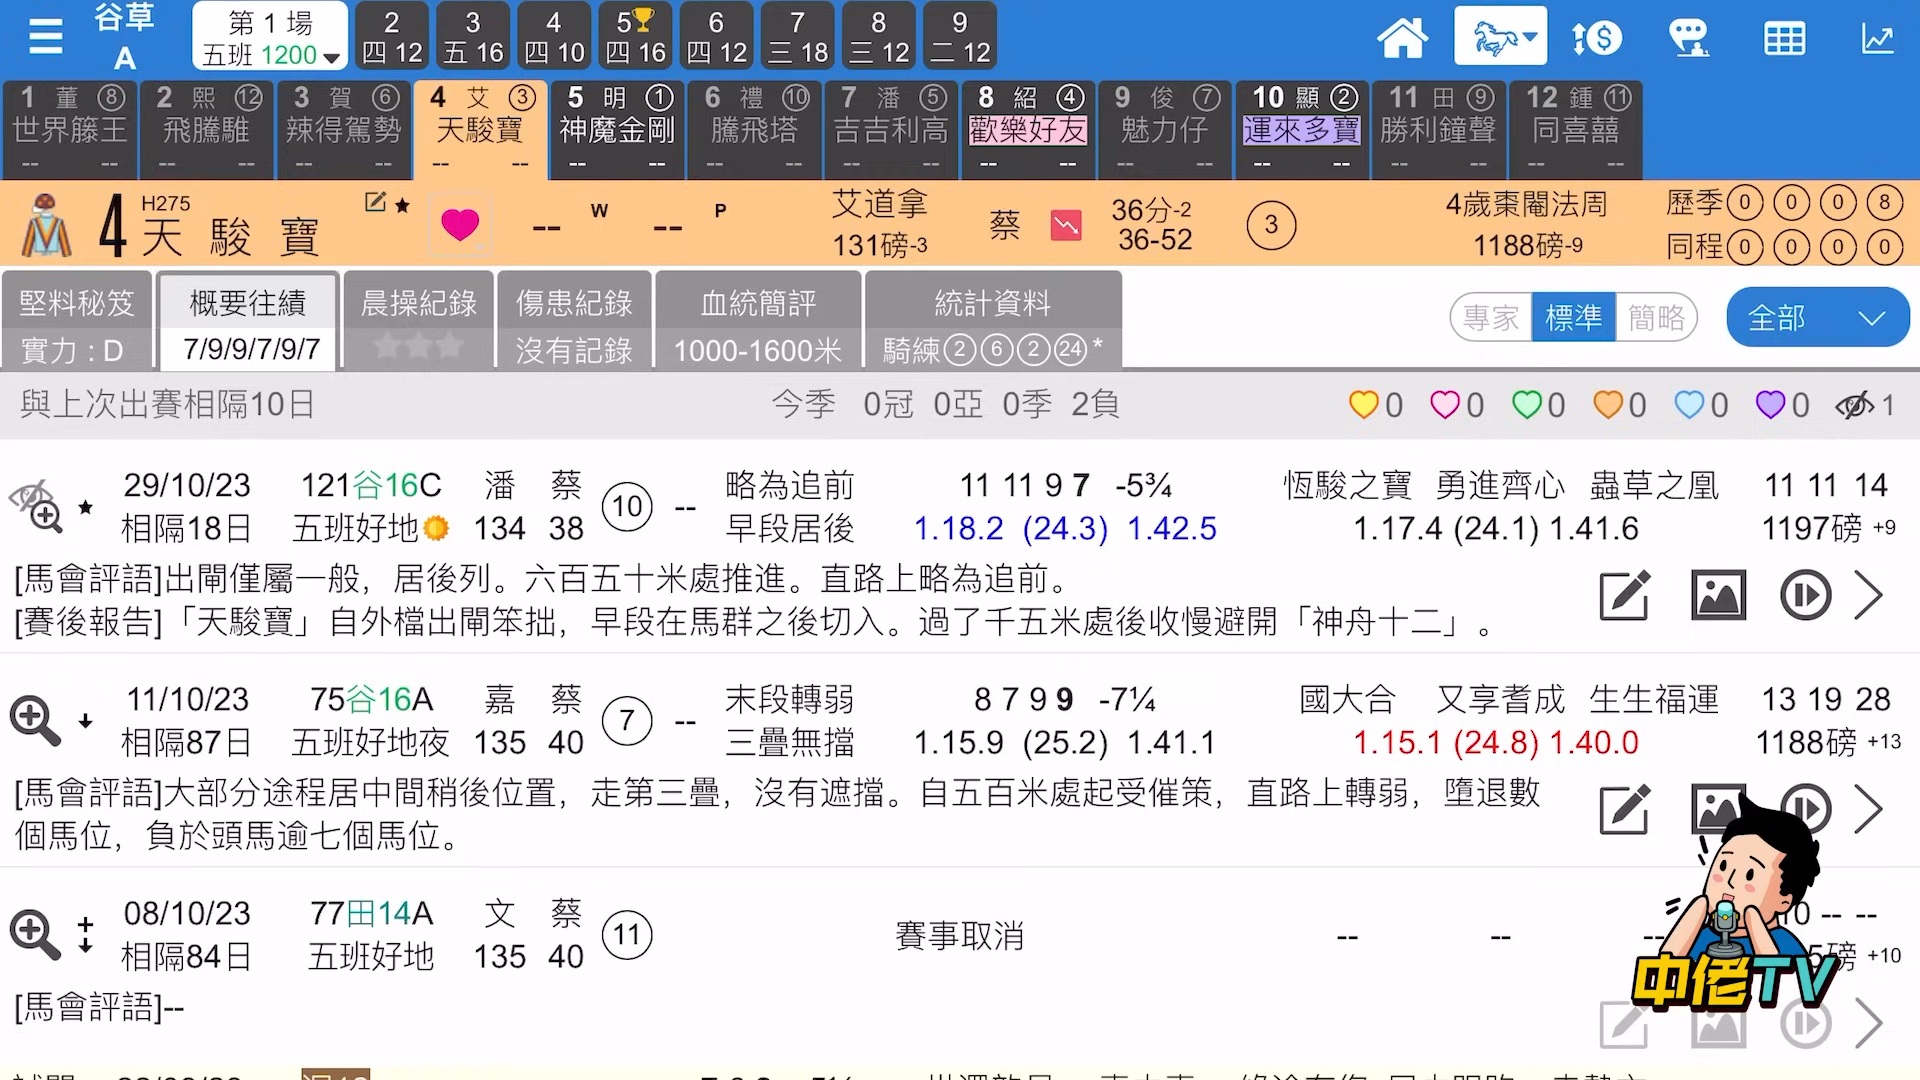 谷草 A
第 1 場 五班 1200
2 四 12
3 五 16
4 四 10
5 四 16
6 四 12
7 三 18
8 三 12
9 二 12
1 董 8 世界籐王 -- --
2 熙 12 飛騰騅 -- --
3 賀 6 辣得駕勢 -- --
4 艾 3 天駿寶 -- --
5 明 1 神魔金剛 -- --
6 禮 10 騰飛塔 -- --
7 潘 5 吉吉利高 -- --
8 紹 4 歡樂好友 -- --
9 俊 7 魅力仔 -- --
10 顯 2 運來多寶 -- --
11 田 9 勝利鐘聲 -- --
12 鍾 11 同喜囍 -- --
4 H275 天駿寶 -- W -- P
艾道拿 131磅-3 蔡 36分-2 36-52 3
4歲棗閹法周 1188磅-9
歷季 0 0 0 8
同程 0 0 0 0
堅料秘笈 實力 : D
概要往績 7/9/9/7/9/7
晨操紀錄
傷患紀錄 沒有記錄
血統簡評 1000-1600米
統計資料 騎練 2 6 2 24 *
專家 標準 簡略 全部
與上次出賽相隔10日 今季 0冠 0亞 0季 2負 0 0 0 0 0 0 1
29/10/23 121谷16C 潘 蔡 10 -- 略為追前 11 11 9 7 -5¾ 恆駿之寶 勇進齊心 蟲草之凰 11 11 14
相隔18日 五班好地 134 38 早段居後 1.18.2 (24.3) 1.42.5 1.17.4 (24.1) 1.41.6 1197磅 +9
[馬會評語]出閘僅屬一般，居後列。六百五十米處推進。直路上略為追前。
[賽後報告]「天駿寶」自外檔出閘笨拙，早段在馬群之後切入。過了千五米處後收慢避開「神舟十二」。
11/10/23 75谷16A 嘉 蔡 7 -- 末段轉弱 8 7 9 9 -7¼ 國大合 又享耆成 生生福運 13 19 28
相隔87日 五班好地夜 135 40 三疊無擋 1.15.9 (25.2) 1.41.1 1.15.1 (24.8) 1.40.0 1188磅 +13
[馬會評語]大部分途程居中間稍後位置，走第三疊，沒有遮擋。自五百米處起受催策，直路上轉弱，墮退數
個馬位，負於頭馬逾七個馬位。
08/10/23 77田14A 文 蔡 11 賽事取消 -- -- -- -- --
相隔84日 五班好地 135 40 磅 +10
[馬會評語]--
中佬TV